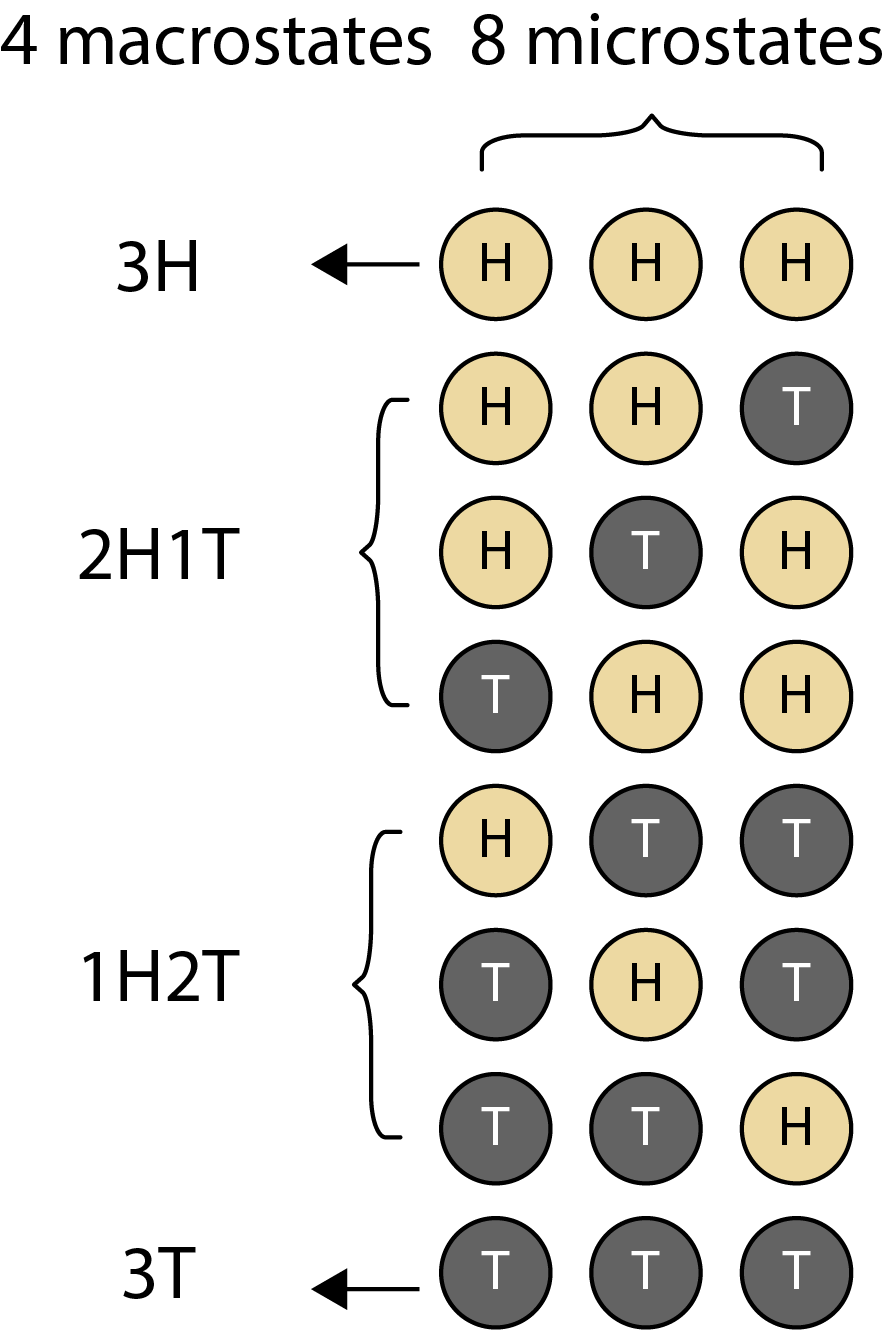 4 macrostates 8 microstates
3H H H H
H H T
2H1T H T H
T H H
H T T
1H2T T H T
T T H
3T T T T